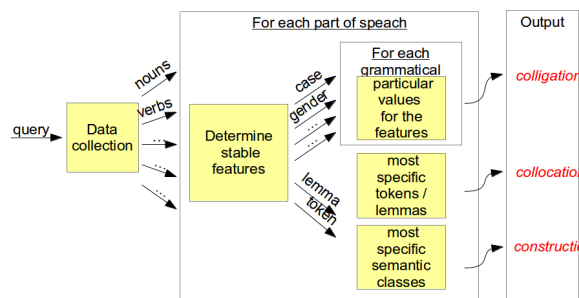 For each part of speach
Output
nouns
verbs
...
...
...
query
Data
collection
Determine
stable
features
case
gender
...
...
lemma
token
For each
grammatical
particular
values
for the
features
most
specific
tokens /
lemmas
most
specific
semantic
classes
colligation
collocation
constructi